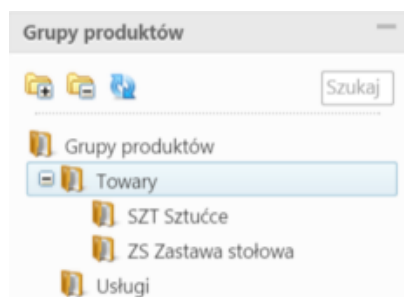 Grupy produktów
Szukaj
Grupy produktów
Towary
SZT Sztućce
ZS Zastawa stołowa
Usługi